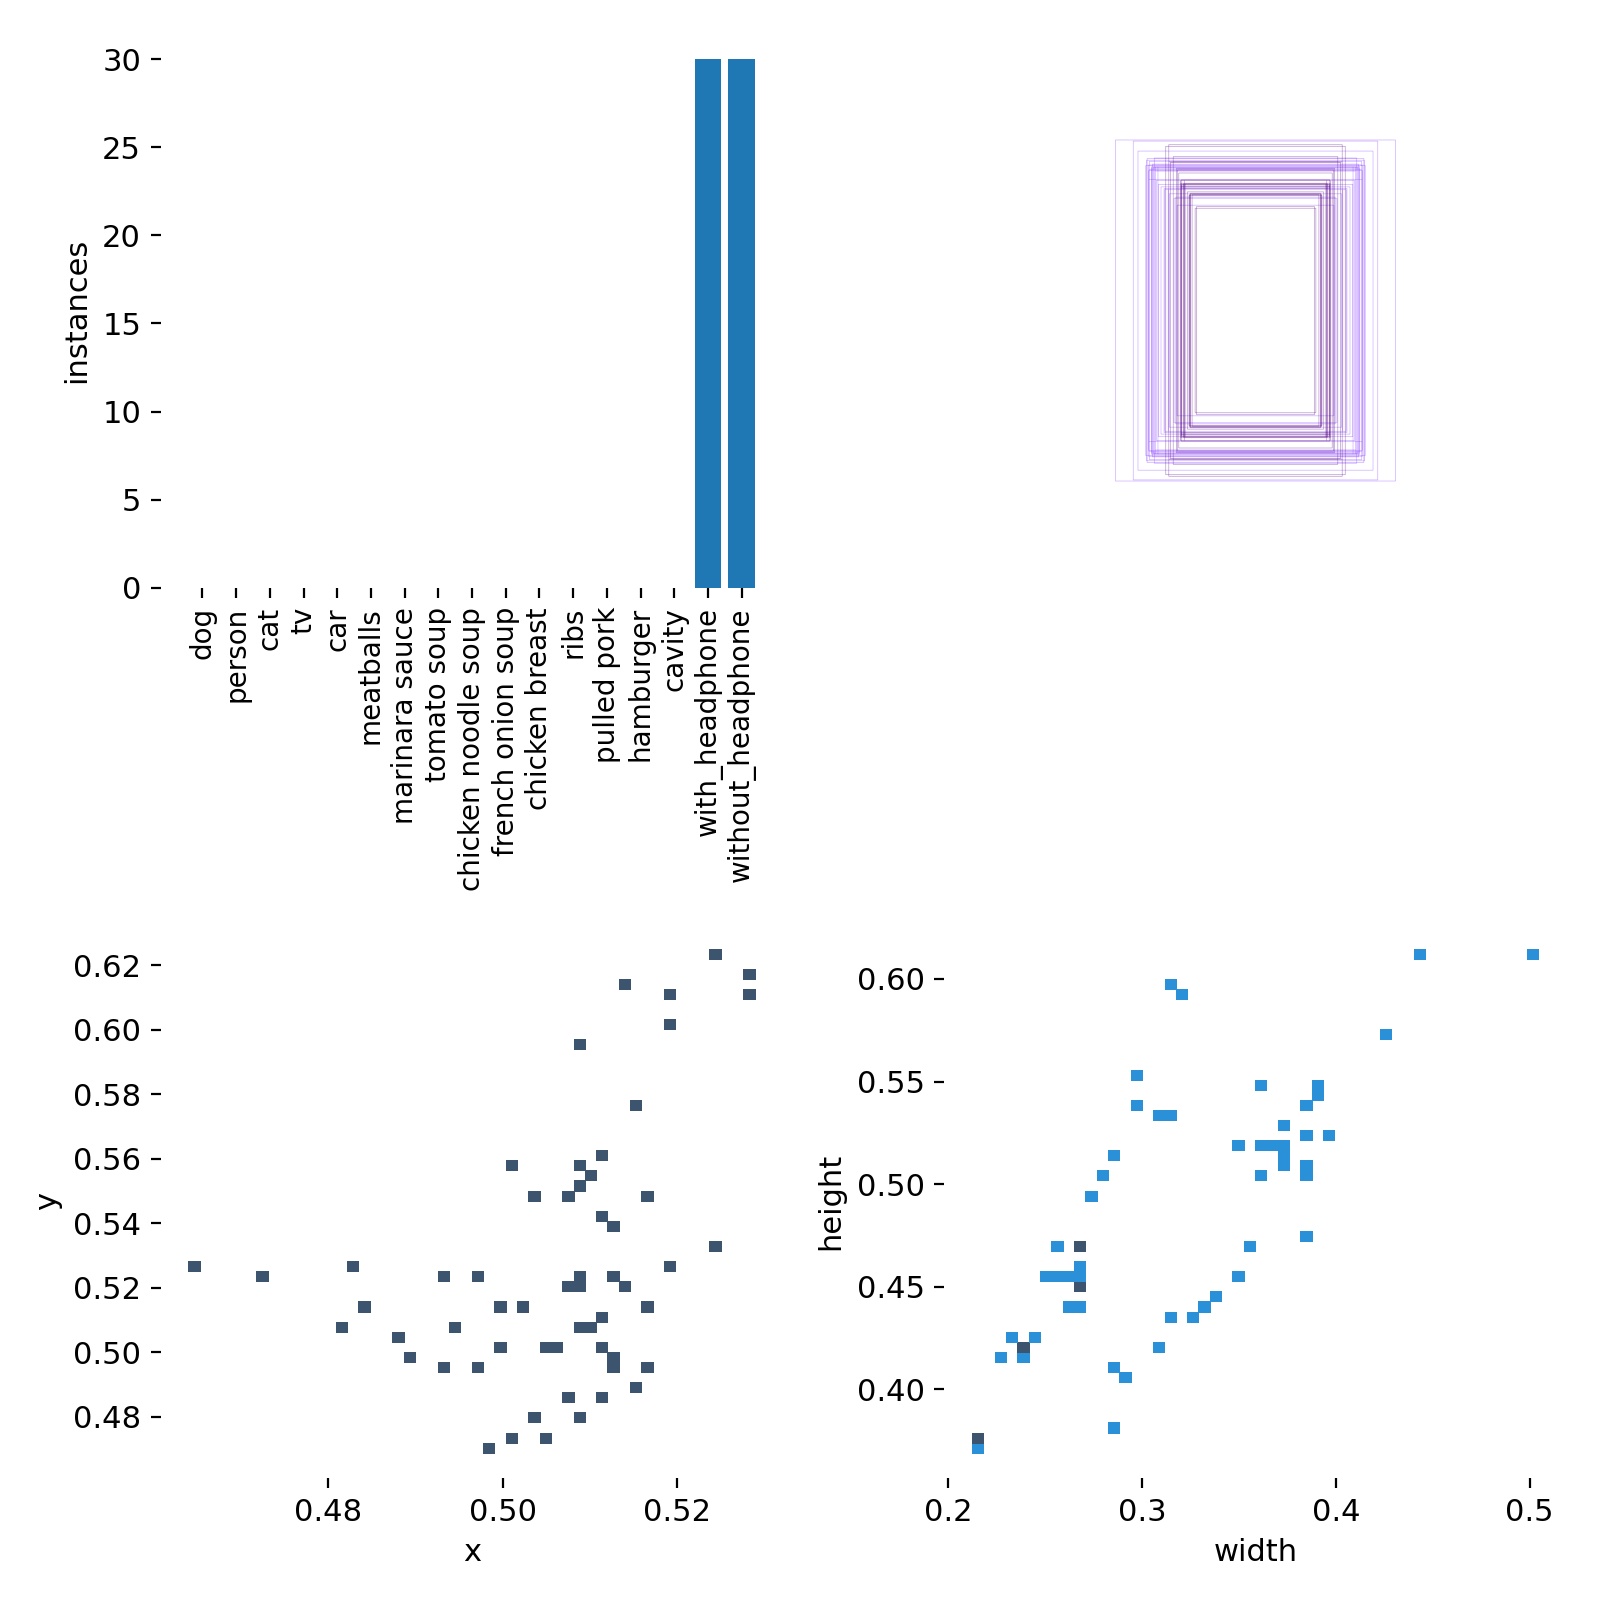 30
25
20
15
10
5
0
instances
dog
person
cat
tv
car
meatballs
marinara sauce
tomato soup
chicken noodle soup
french onion soup
chicken breast
ribs
pulled pork
hamburger
cavity
with_headphone
without_headphone
0.62
0.60
0.58
0.56
0.54
0.52
0.50
0.48
y
0.48 0.50 0.52
x
0.60
0.55
0.50
0.45
0.40
height
0.2 0.3 0.4 0.5
width